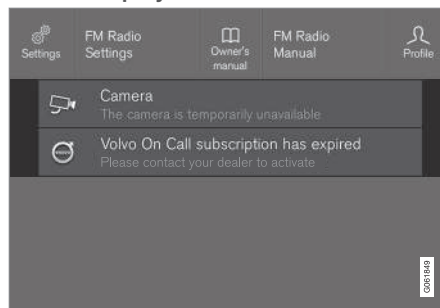 Settings
FM Radio
Settings
Owner's
manual
FM Radio
Manual
Profile
Camera
The camera is temporarily unavailable
Volvo On Call subscription has expired
Please contact your dealer to activate
G061849